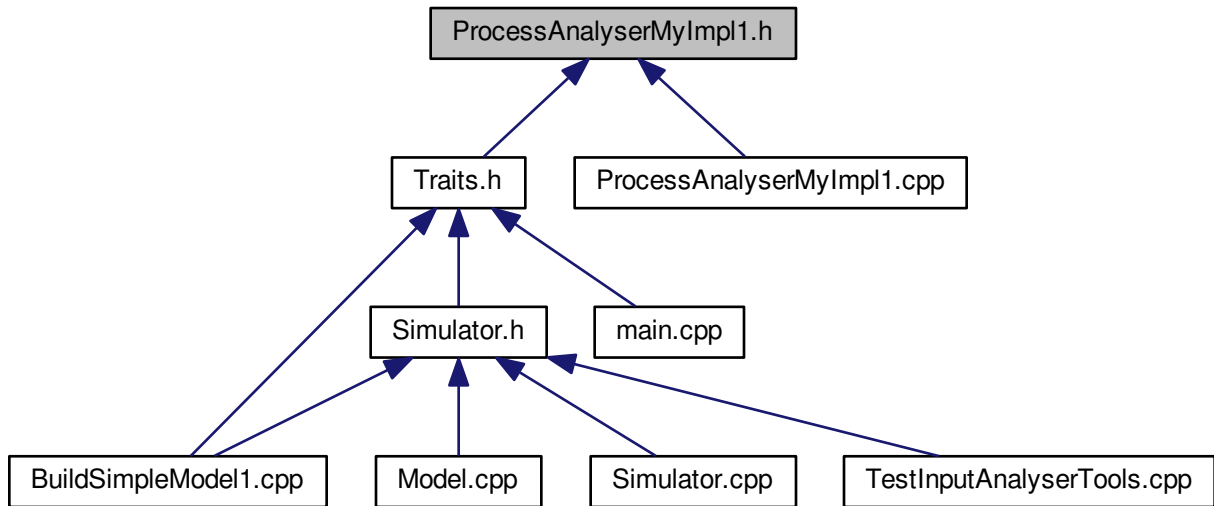 ProcessAnalyserMyImpl1.h
Traits.h
ProcessAnalyserMyImpl1.cpp
Simulator.h
main.cpp
BuildSimpleModel1.cpp
Model.cpp
Simulator.cpp
TestInputAnalyserTools.cpp